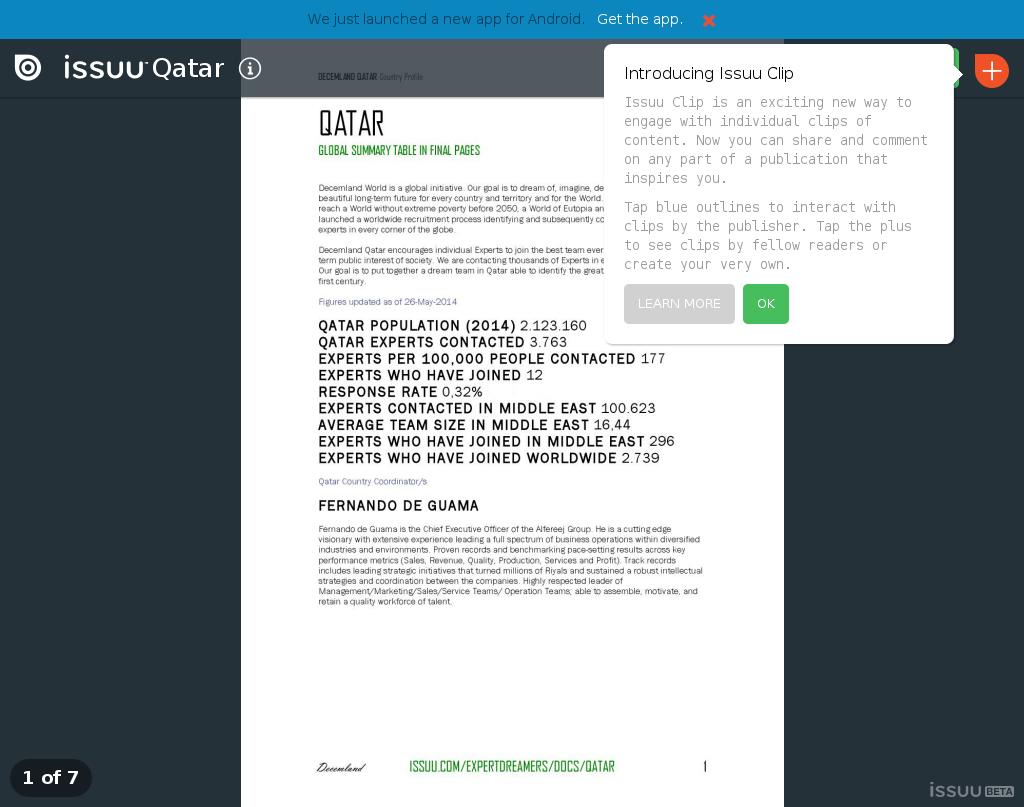 We just launched a new app for Android. Get the app.
issuu Qatar
DECEMLAND QATAR Country Profile
QATAR
GLOBAL SUMMARY TABLE IN FINAL PAGES
Decemland World is a global initiative. Our goal is to dream of, imagine, de
beautiful long-term future for every country and territory and for the World.
reach a World without extreme poverty before 2050, a World of Eutopia an
launched a worldwide recruitment process identifying and subsequently co
experts in every corner of the globe.
Decemland Qatar encourages individual Experts to join the best team ever
term public interest of society. We are contacting thousands of Experts in e
Our goal is to put together a dream team in Qatar able to identify the great
first century.
Figures updated as of 26-May-2014
QATAR POPULATION (2014) 2.123.160
QATAR EXPERTS CONTACTED 3.763
EXPERTS PER 100,000 PEOPLE CONTACTED 177
EXPERTS WHO HAVE JOINED 12
RESPONSE RATE 0,32%
EXPERTS CONTACTED IN MIDDLE EAST 100.623
AVERAGE TEAM SIZE IN MIDDLE EAST 16,44
EXPERTS WHO HAVE JOINED IN MIDDLE EAST 296
EXPERTS WHO HAVE JOINED WORLDWIDE 2.739
Qatar Country Coordinator/s
FERNANDO DE GUAMA
Fernando de Guama is the Chief Executive Officer of the Alfereej Group. He is a cutting edge
visionary with extensive experience leading a full spectrum of business operations within diversified
industries and environments. Proven records and benchmarking pace-setting results across key
performance metrics (Sales, Revenue, Quality, Production, Services and Profit). Track records
includes leading strategic initiatives that turned millions of Riyals and sustained a robust intellectual
strategies and coordination between the companies. Highly respected leader of
Management/Marketing/Sales/Service Teams/ Operation Teams; able to assemble, motivate, and
retain a quality workforce of talent.
Decemland ISSUU.COM/EXPERTDREAMERS/DOCS/QATAR 1
Introducing Issuu Clip
Issuu Clip is an exciting new way to
engage with individual clips of
content. Now you can share and comment
on any part of a publication that
inspires you.
Tap blue outlines to interact with
clips by the publisher. Tap the plus
to see clips by fellow readers or
create your very own.
LEARN MORE OK
1 of 7
issuu BETA